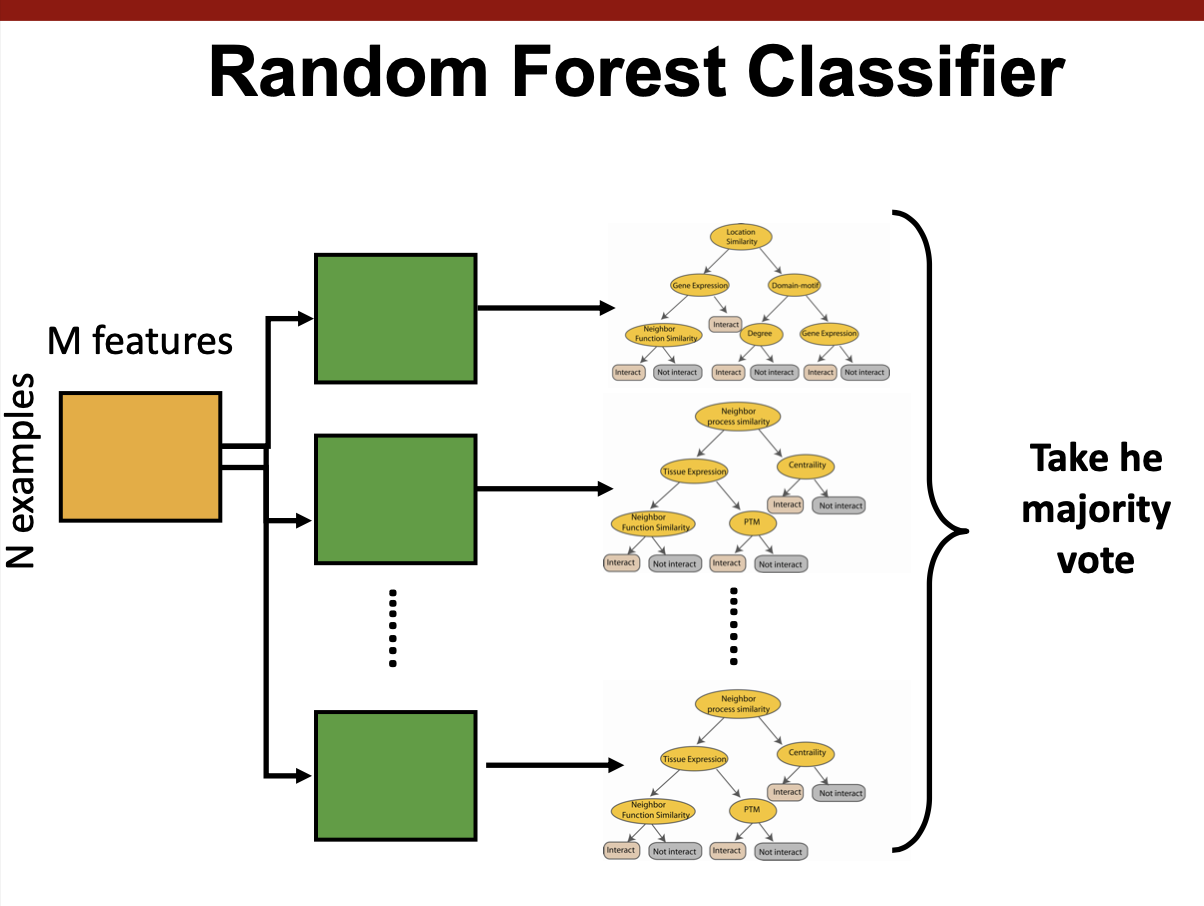 Random Forest Classifier
M features
N examples
Location
Similarity
Gene Expression
Domain-motif
Interact
Neighbor
Function Similarity
Degree
Gene Expression
Interact
Not interact
Interact
Not interact
Interact
Not interact
Neighbor
process similarity
Tissue Expression
Centraility
Interact
Not interact
Neighbor
Function Similarity
PTM
Interact
Not interact
Interact
Not interact
Neighbor
process similarity
Tissue Expression
Centraility
Interact
Not interact
Neighbor
Function Similarity
PTM
Interact
Not interact
Interact
Not interact
Take he
majority
vote